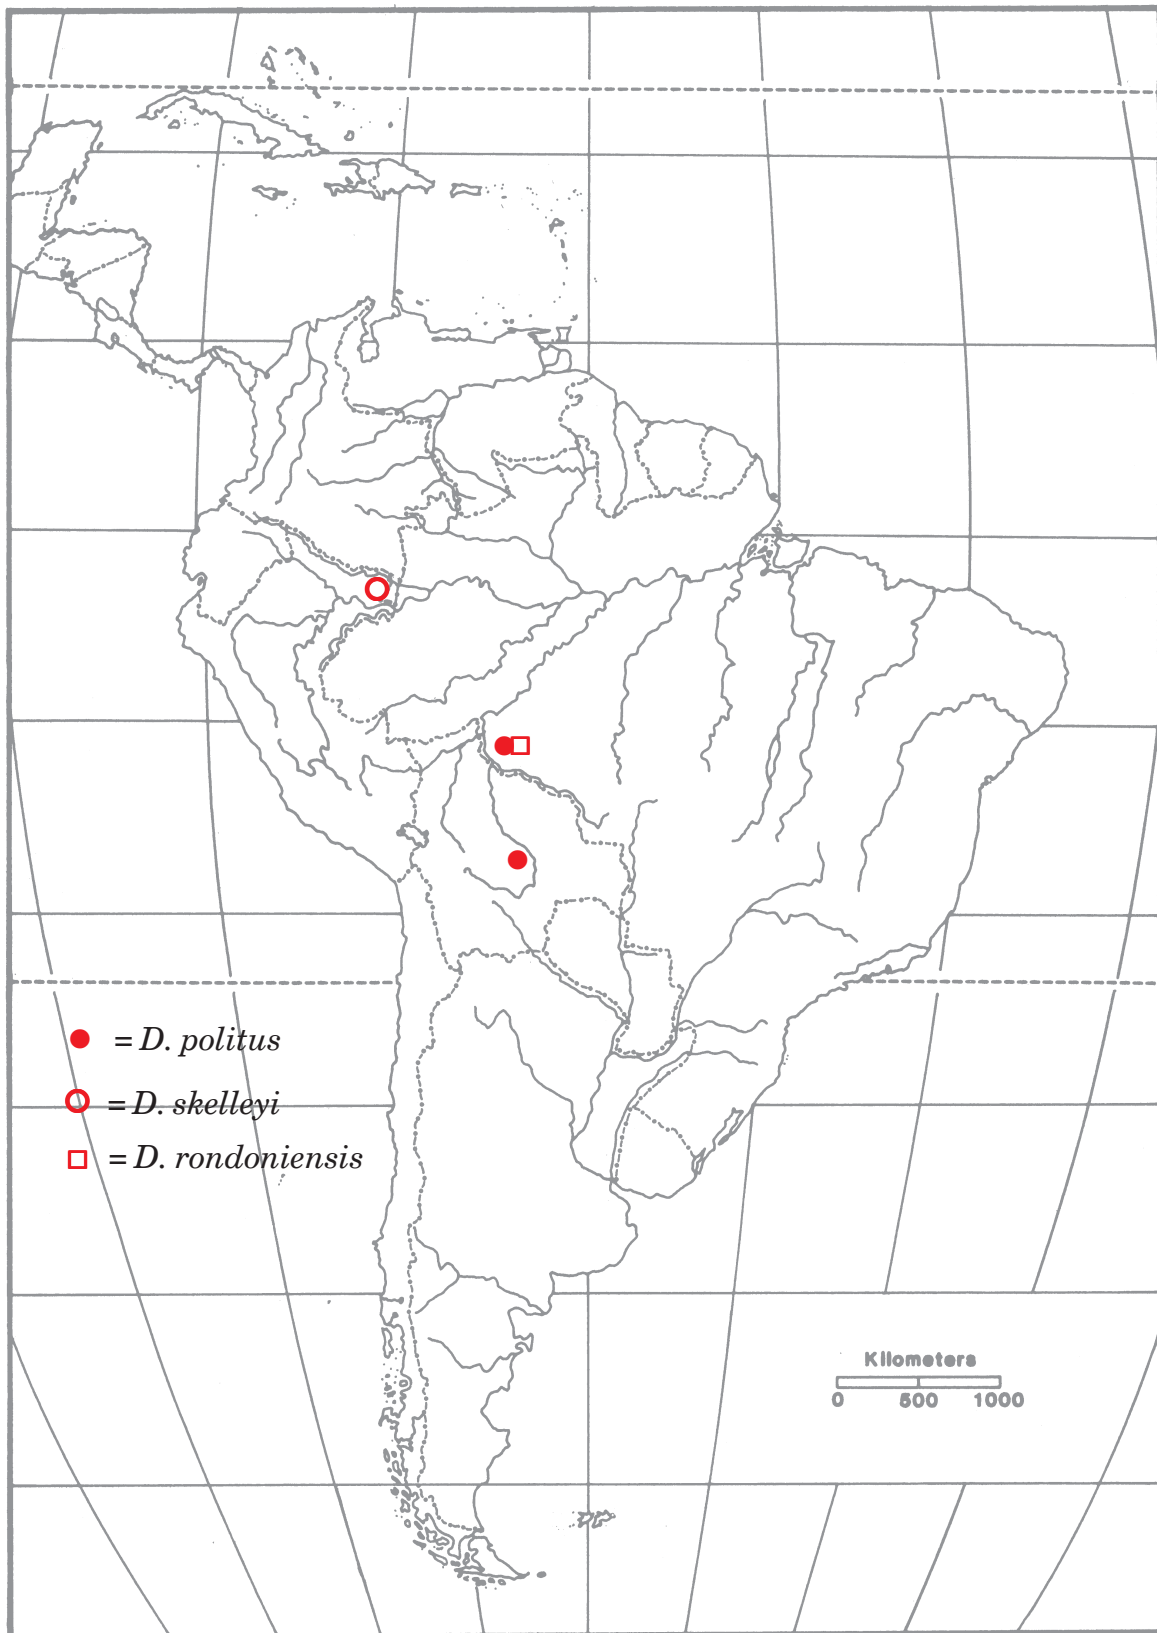 = D. politus
= D. skelleyi
= D. rondoniensis
Kilometers
0 500 1000